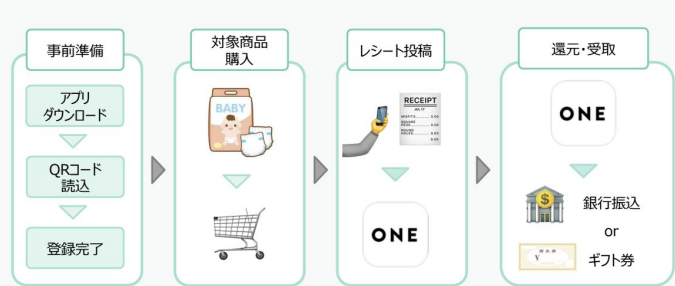 事前準備
アプリ
ダウンロード
QRコード
読込
登録完了
対象商品
購入
BABY
レシート投稿
RECEIPT
ONE
還元・受取
ONE
銀行振込
or
ギフト券